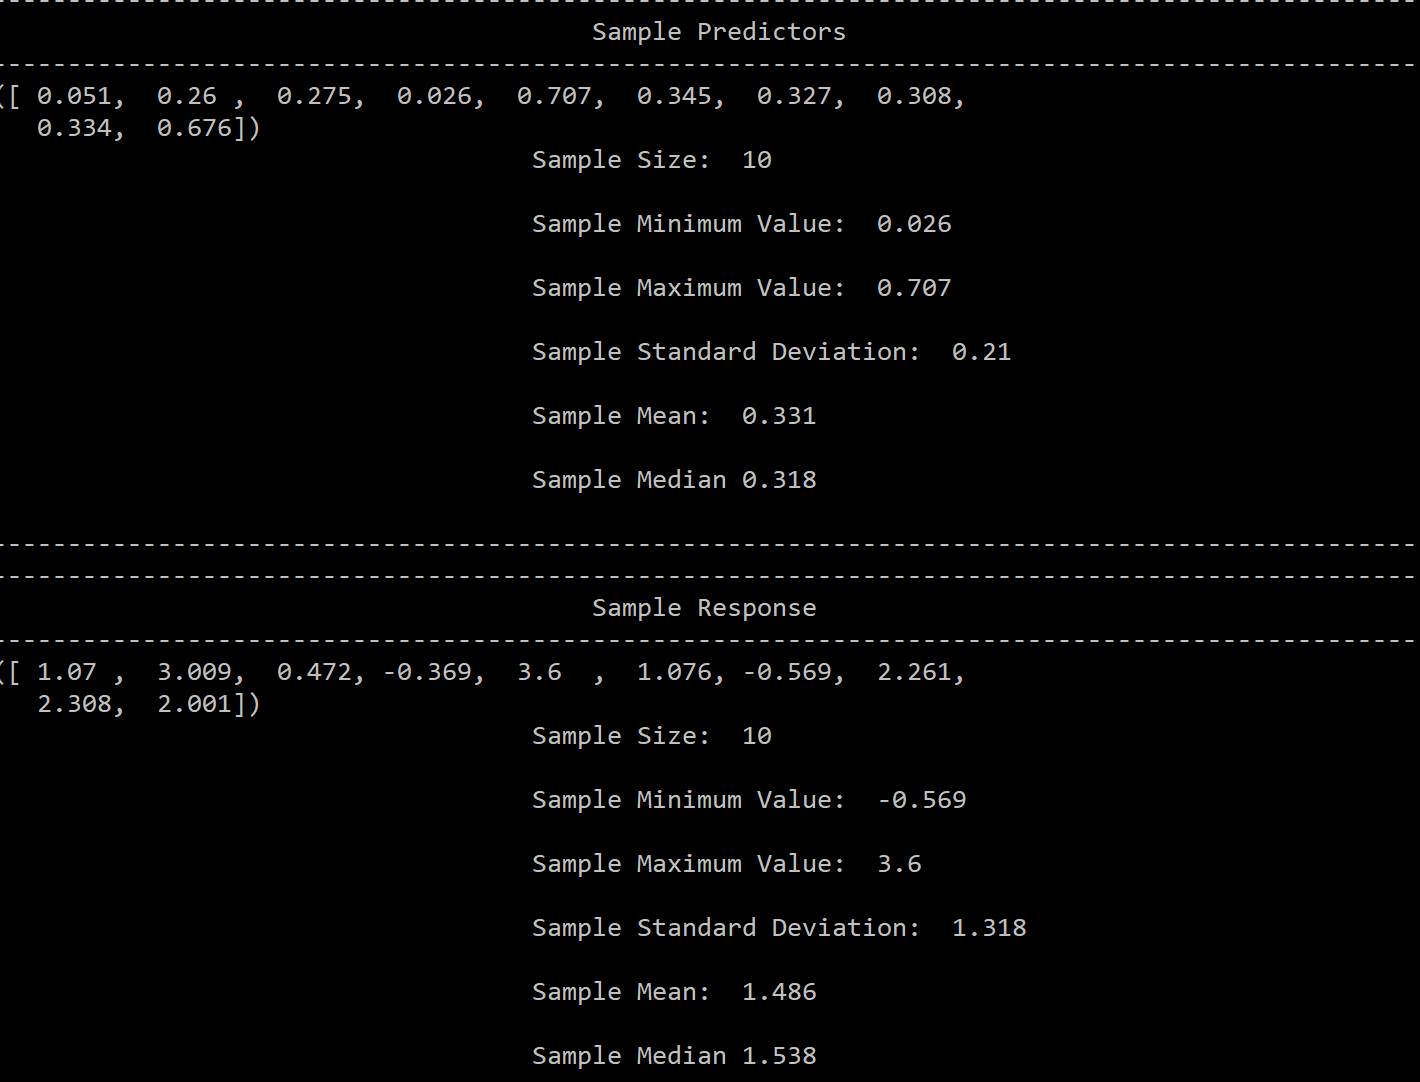 Sample Predictors
([ 0.051,  0.26 ,  0.275,  0.026,  0.707,  0.345,  0.327,  0.308,
0.334,  0.676])
Sample Size:  10
Sample Minimum Value:  0.026
Sample Maximum Value:  0.707
Sample Standard Deviation:  0.21
Sample Mean:  0.331
Sample Median 0.318
Sample Response
([ 1.07 ,  3.009,  0.472, -0.369,  3.6  ,  1.076, -0.569,  2.261,
2.308,  2.001])
Sample Size:  10
Sample Minimum Value:  -0.569
Sample Maximum Value:  3.6
Sample Standard Deviation:  1.318
Sample Mean:  1.486
Sample Median 1.538